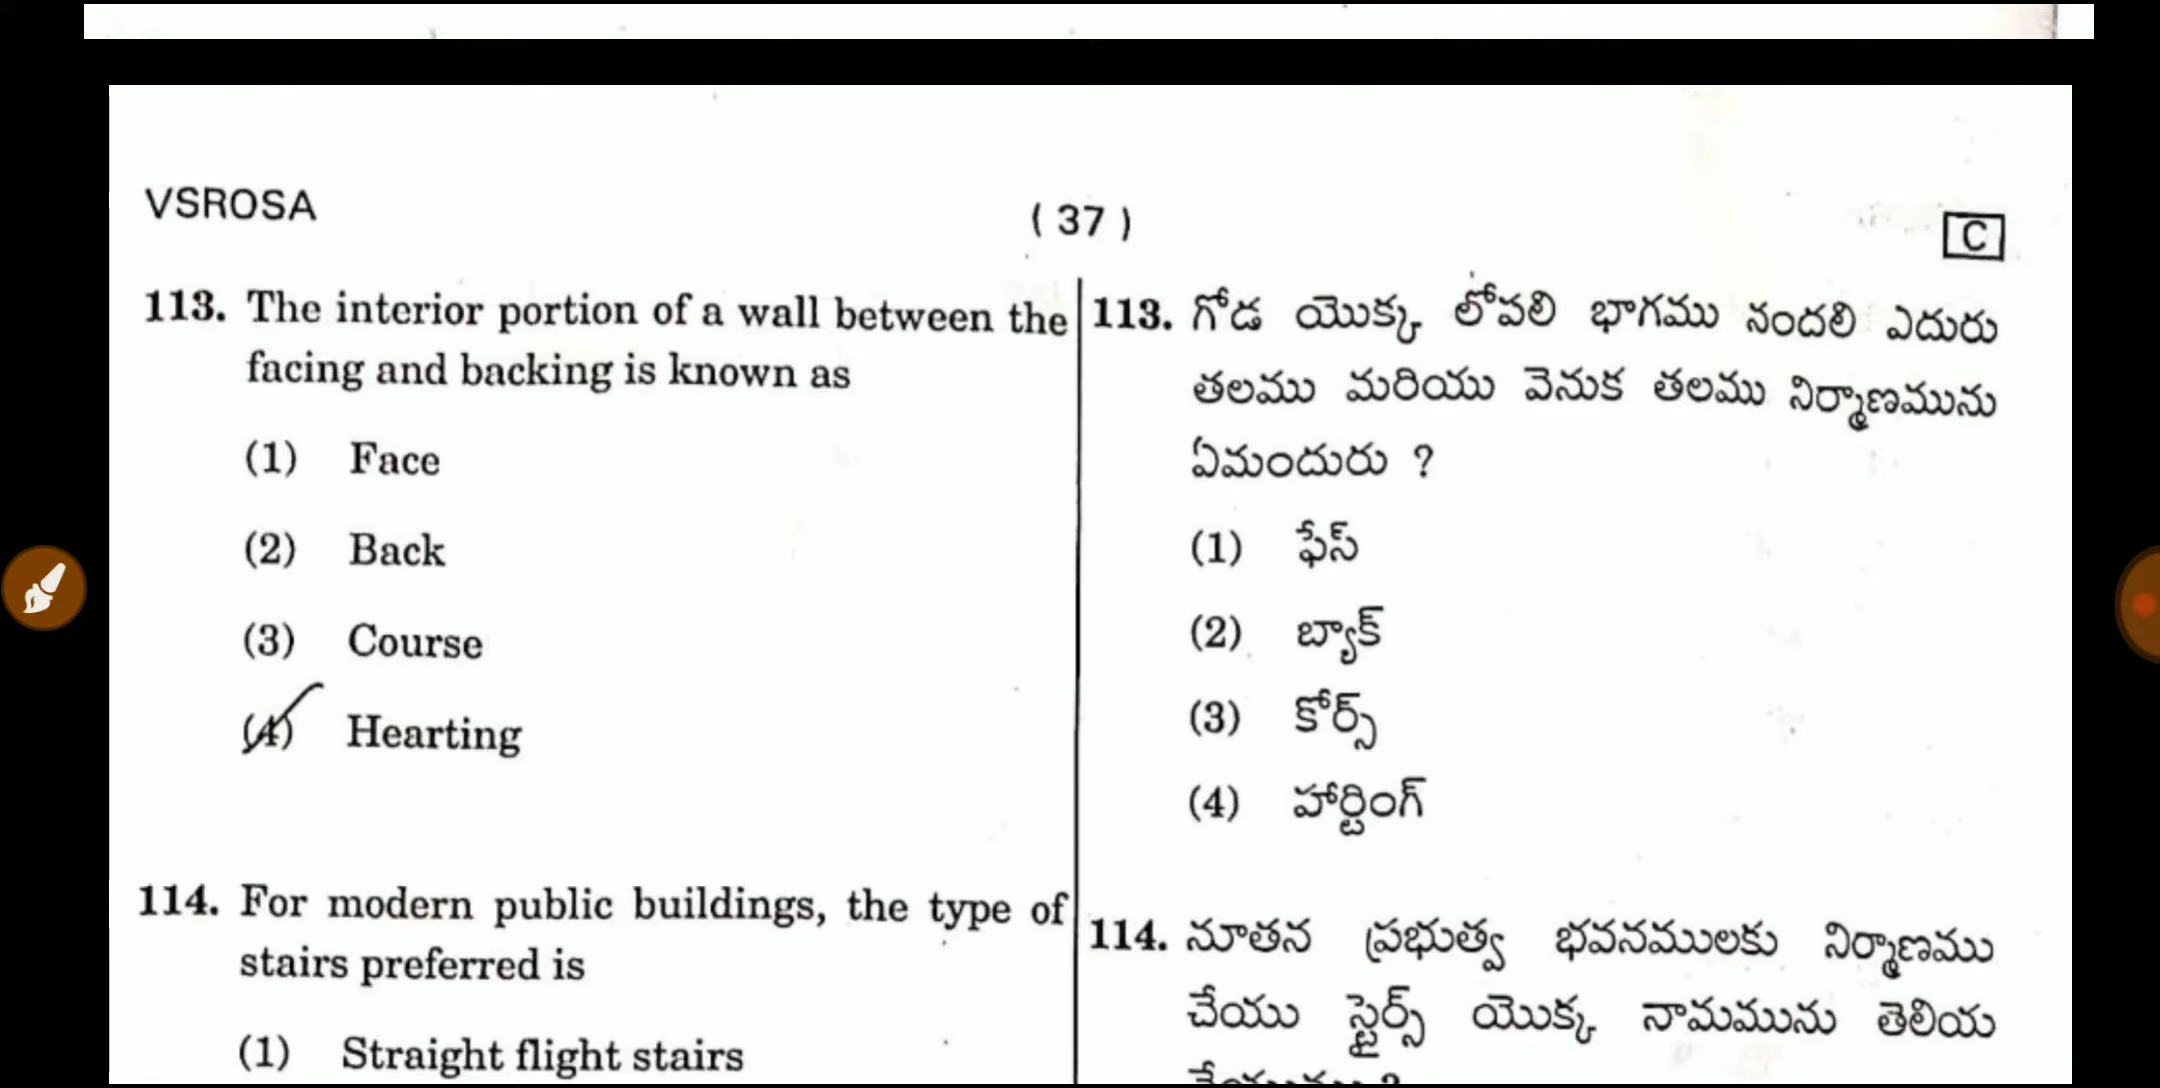 VSROSA
( 37 )
C
113. The interior portion of a wall between the
facing and backing is known as
(1) Face
(2) Back
(3) Course
(4) Hearting
114. For modern public buildings, the type of
stairs preferred is
(1) Straight flight stairs
113. గోడ యొక్క లోపలి భాగము నందలి ఎదురు
తలము మరియు వెనుక తలము నిర్మాణమును
ఏమందురు ?
(1) ఫేస్
(2) బ్యాక్
(3) కోర్స్
(4) హార్టింగ్
114. నూతన ప్రభుత్వ భవనములకు నిర్మాణము
చేయు స్టైర్స్ యొక్క నామమును తెలియ